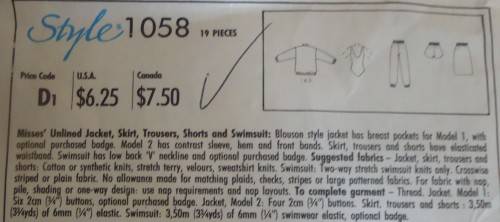 Style 1058 19 PIECES
Price Code U.S.A. Canada
D1 $6.25 $7.50
Misses' Unlined Jacket, Skirt, Trousers, Shorts and Swimsuit: Blouson style jacket has breast pockets for Model 1, with
optional purchased badge. Model 2 has contrast sleeve, hem and front bands. Skirt, trousers and shorts have elasticated
waistband. Swimsuit has low back 'V' neckline and optional purchased badge. Suggested fabrics – Jacket, skirt, trousers and
shorts: Cotton or synthetic knits, stretch terry, velours, sweatshirt knits. Swimsuit: Two-way stretch swimsuit knits only. Crosswise
striped or plain fabric. No allowance made for matching plaids, checks, stripes or large patterned fabrics. For fabric with nap,
pile, shading or one-way design: use nap requirements and nap layouts. To complete garment – Thread. Jacket. Model 1:
Six 2cm (¾") buttons, optional purchased badge. Jacket, Model 2: Four 2cm (¾") buttons. Skirt, trousers and shorts : 3,50m
(3¾yds) of 6mm (¼") elastic. Swimsuit: 3,50m (3¾yds) of 6mm (¼") swimwear elastic, optional badge.